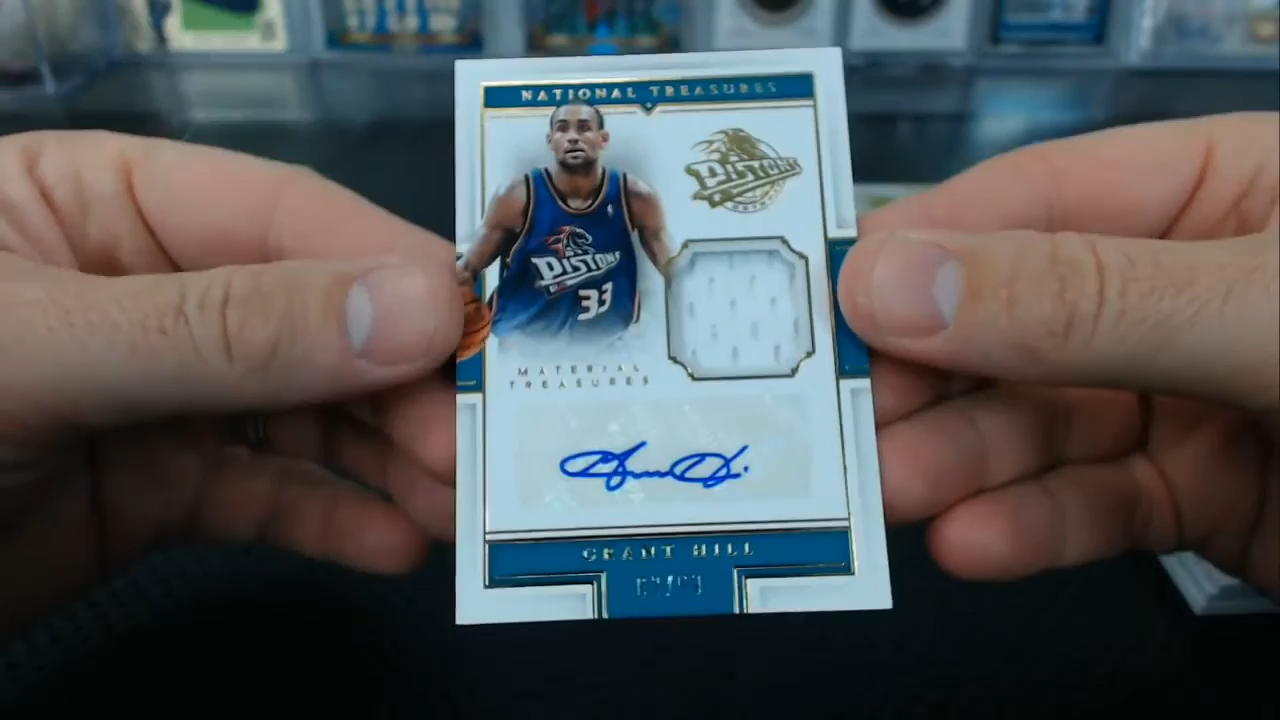 NATIONAL TREASURES
PISTONS
PISTONS
33
MATERIAL
TREASURES
GRANT HILL